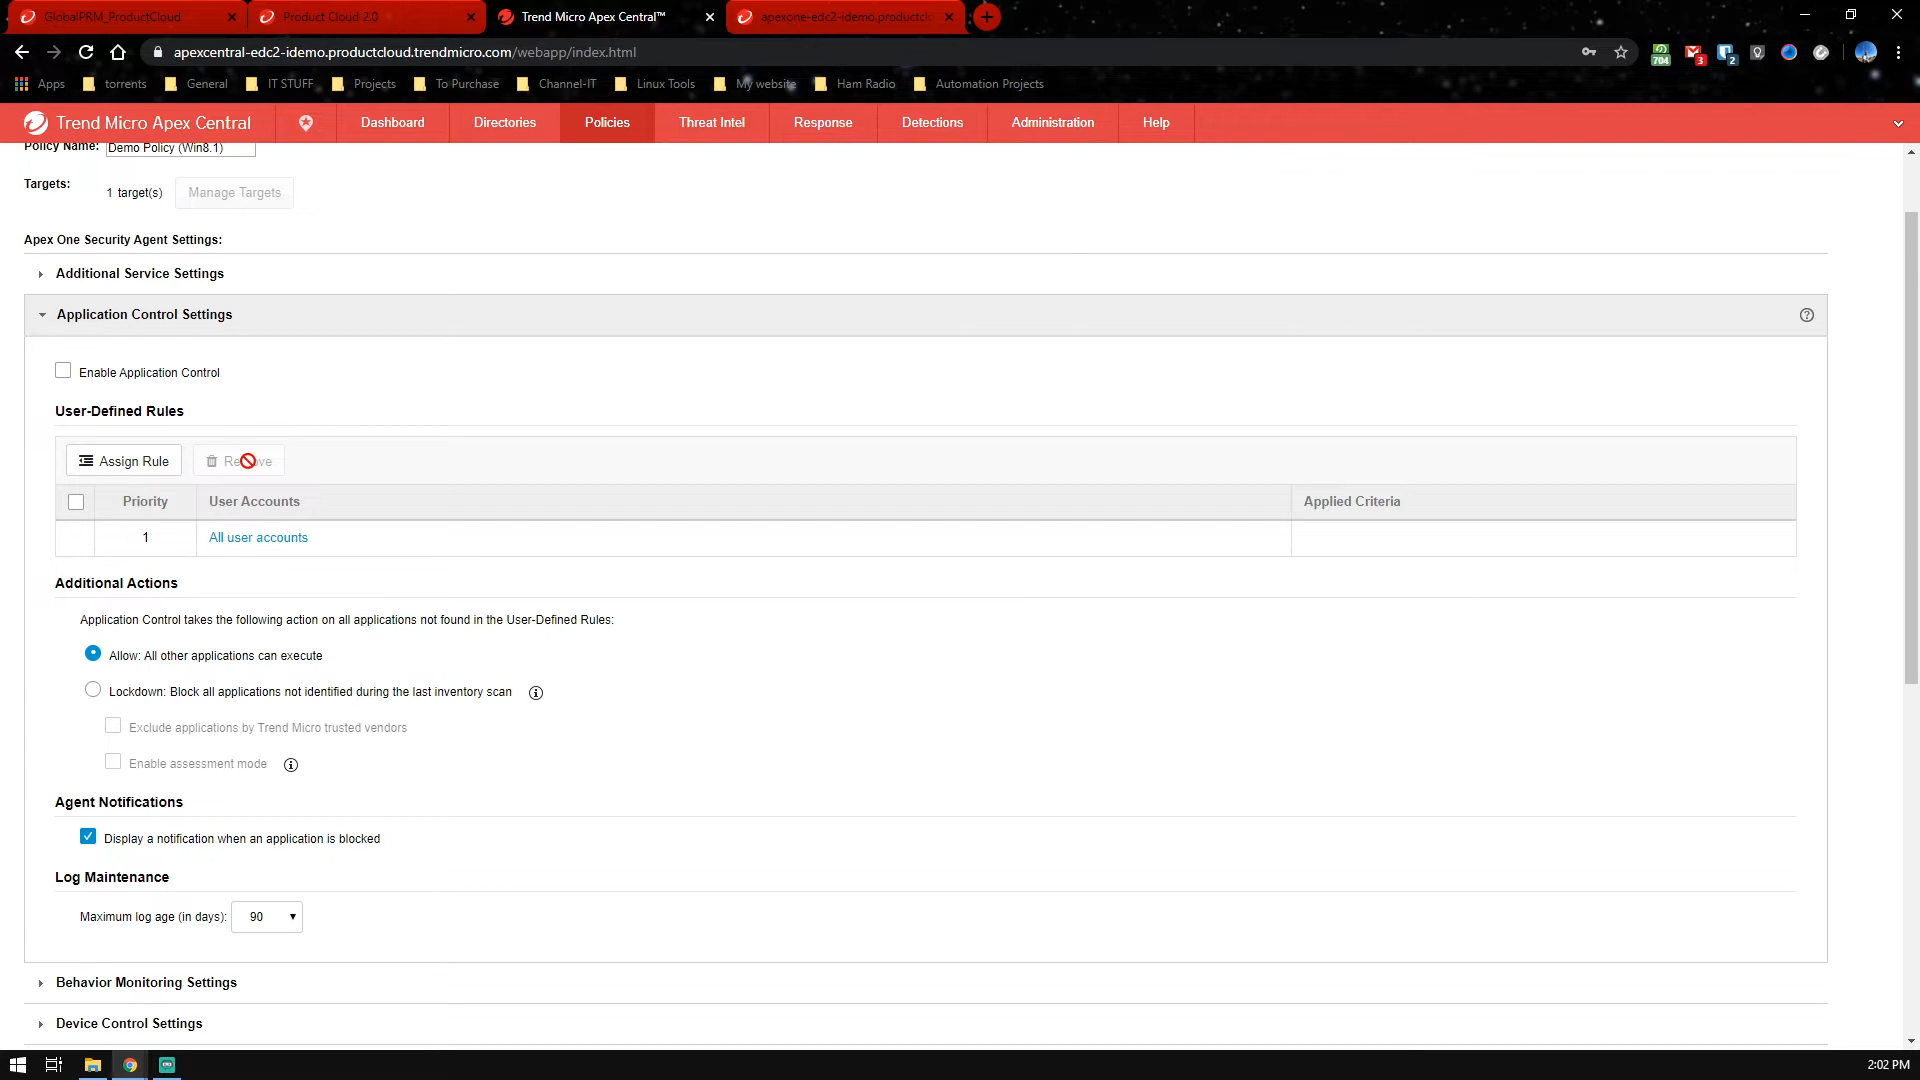 GlobalPRM_ProductCloud
Product Cloud 2.0
Trend Micro Apex Central™
apexone-edc2-idemo.productclo
apexcentral-edc2-idemo.productcloud.trendmicro.com/webapp/index.html
704
3
2
Apps
torrents
General
IT STUFF
Projects
To Purchase
Channel-IT
Linux Tools
My website
Ham Radio
Automation Projects
Trend Micro Apex Central
Dashboard
Directories
Policies
Threat Intel
Response
Detections
Administration
Help
Policy Name:
Demo Policy (Win8.1)
Targets:
1 target(s)
Manage Targets
Apex One Security Agent Settings:
Additional Service Settings
Application Control Settings
Enable Application Control
User-Defined Rules
Assign Rule
Priority
User Accounts
Applied Criteria
1
All user accounts
Additional Actions
Application Control takes the following action on all applications not found in the User-Defined Rules:
Allow: All other applications can execute
Lockdown: Block all applications not identified during the last inventory scan
Exclude applications by Trend Micro trusted vendors
Enable assessment mode
Agent Notifications
Display a notification when an application is blocked
Log Maintenance
Maximum log age (in days):
90
Behavior Monitoring Settings
Device Control Settings
2:02 PM